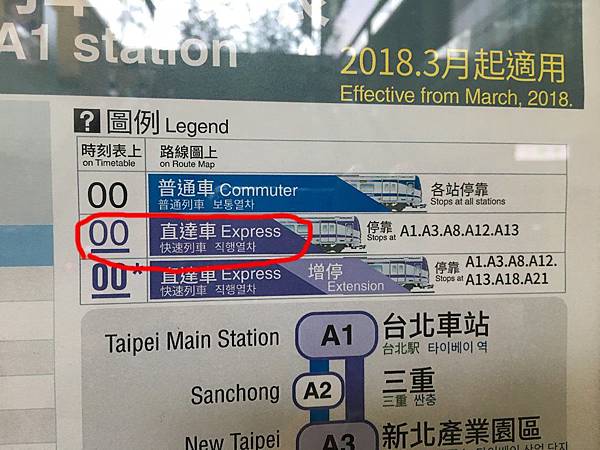 A1 station
2018.3月起適用
Effective from March, 2018.
? 圖例 Legend
時刻表上
on Timetable
路線圖上
on Route Map
00
普通車 Commuter
普通列車 보통열차
各站停靠
Stops at all stations
00
直達車 Express
快速列車 직행열차
停靠
Stops at
A1.A3.A8.A12.A13
00*
直達車 Express
快速列車 직행열차
增停
Extension
停靠
Stops at
A1.A3.A8.A12.
A13.A18.A21
Taipei Main Station
A1
台北車站
台北駅 타이베이 역
Sanchong
A2
三重
三重 싼충
New Taipei
A3
新北產業園區